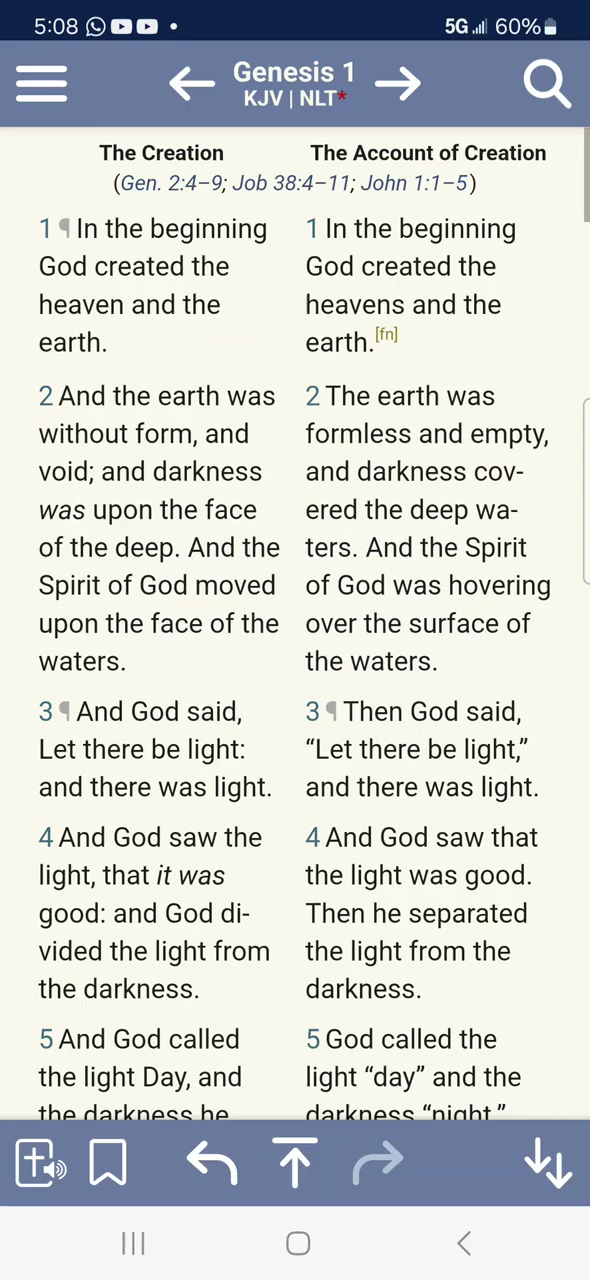 5:08
5G 60%
Genesis 1
KJV | NLT*
The Creation
The Account of Creation
(Gen. 2:4–9; Job 38:4–11; John 1:1–5)
1 ¶ In the beginning
God created the
heaven and the
earth.
2 And the earth was
without form, and
void; and darkness
was upon the face
of the deep. And the
Spirit of God moved
upon the face of the
waters.
3 ¶ And God said,
Let there be light:
and there was light.
4 And God saw the
light, that it was
good: and God di-
vided the light from
the darkness.
5 And God called
the light Day, and
the darkness he
1 In the beginning
God created the
heavens and the
earth.[fn]
2 The earth was
formless and empty,
and darkness cov-
ered the deep wa-
ters. And the Spirit
of God was hovering
over the surface of
the waters.
3 ¶ Then God said,
“Let there be light,”
and there was light.
4 And God saw that
the light was good.
Then he separated
the light from the
darkness.
5 God called the
light “day” and the
darkness “night.”